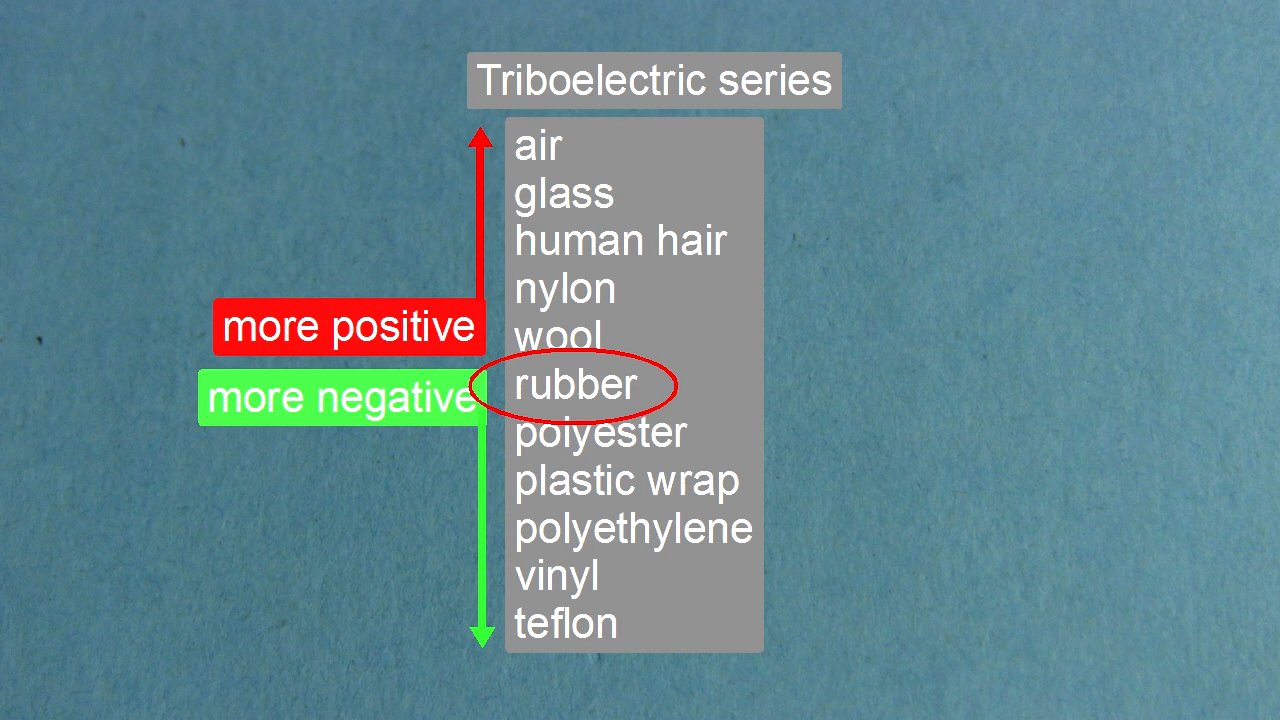 Triboelectric series
air
glass
human hair
nylon
more positive
wool
more negative
rubber
polyester
plastic wrap
polyethylene
vinyl
teflon